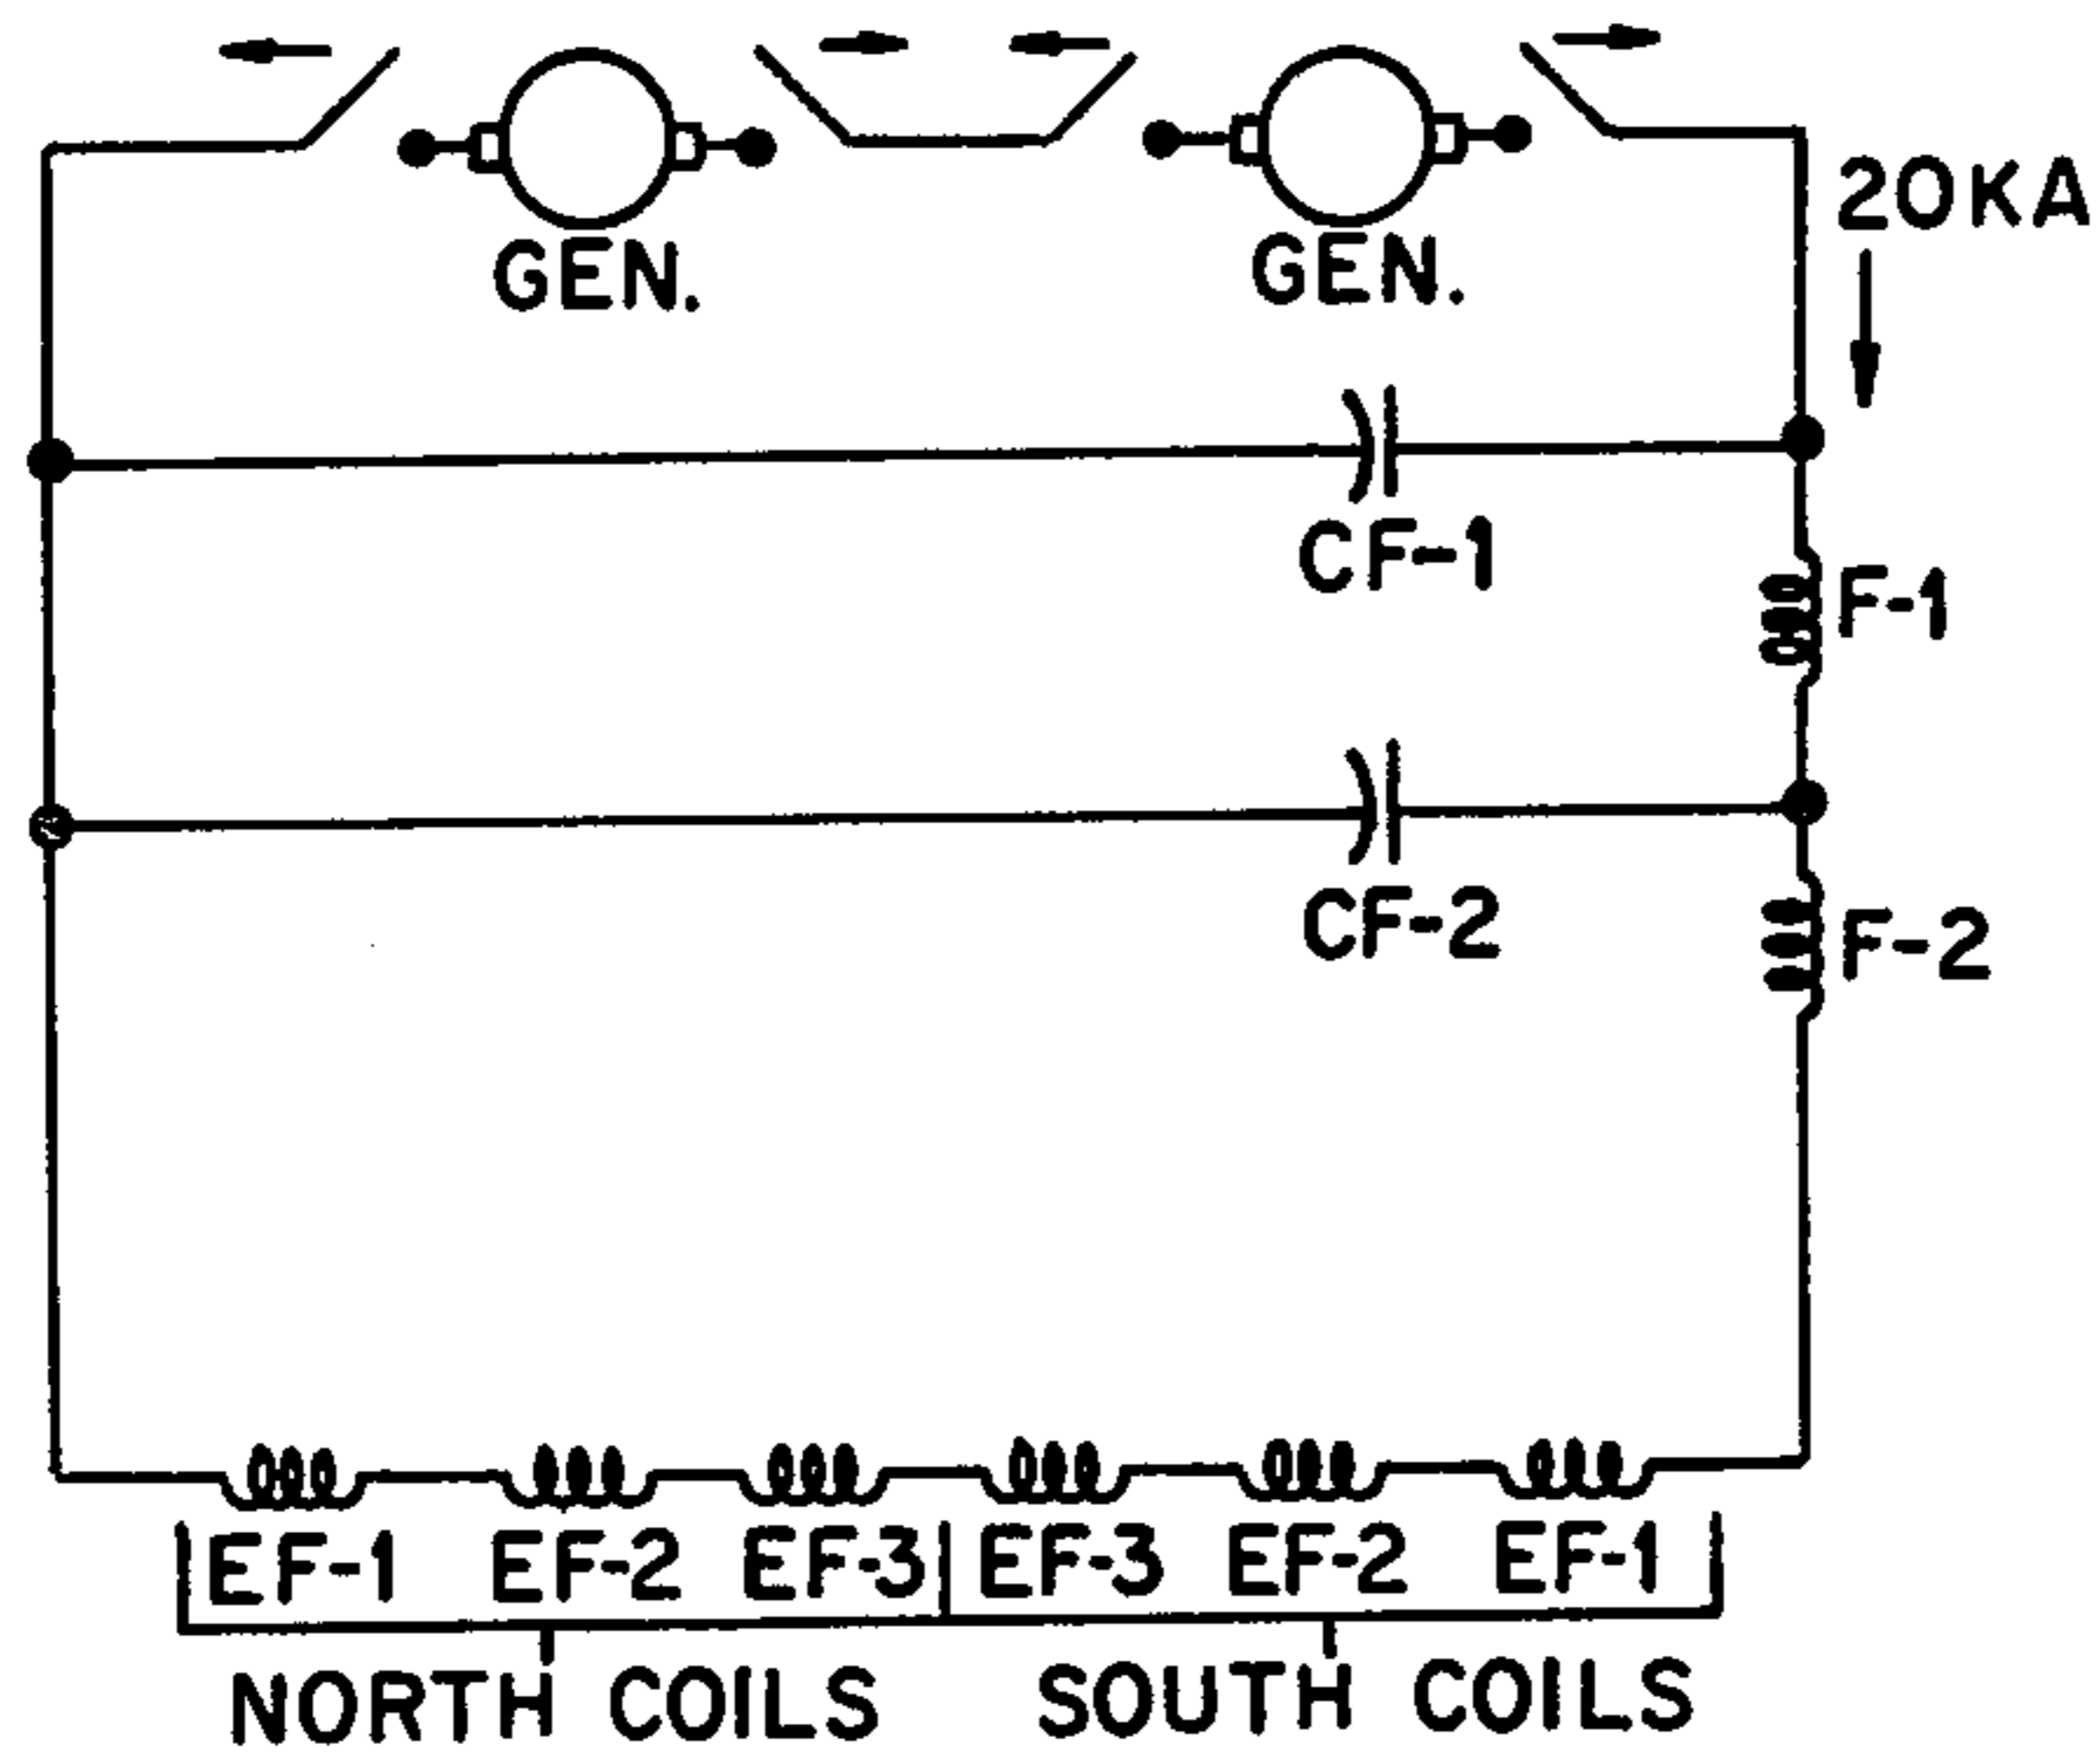 20KA
GEN. GEN.
CF-1
F-1
CF-2
F-2
EF-1 EF-2 EF-3 EF-3 EF-2 EF-1
NORTH COILS SOUTH COILS